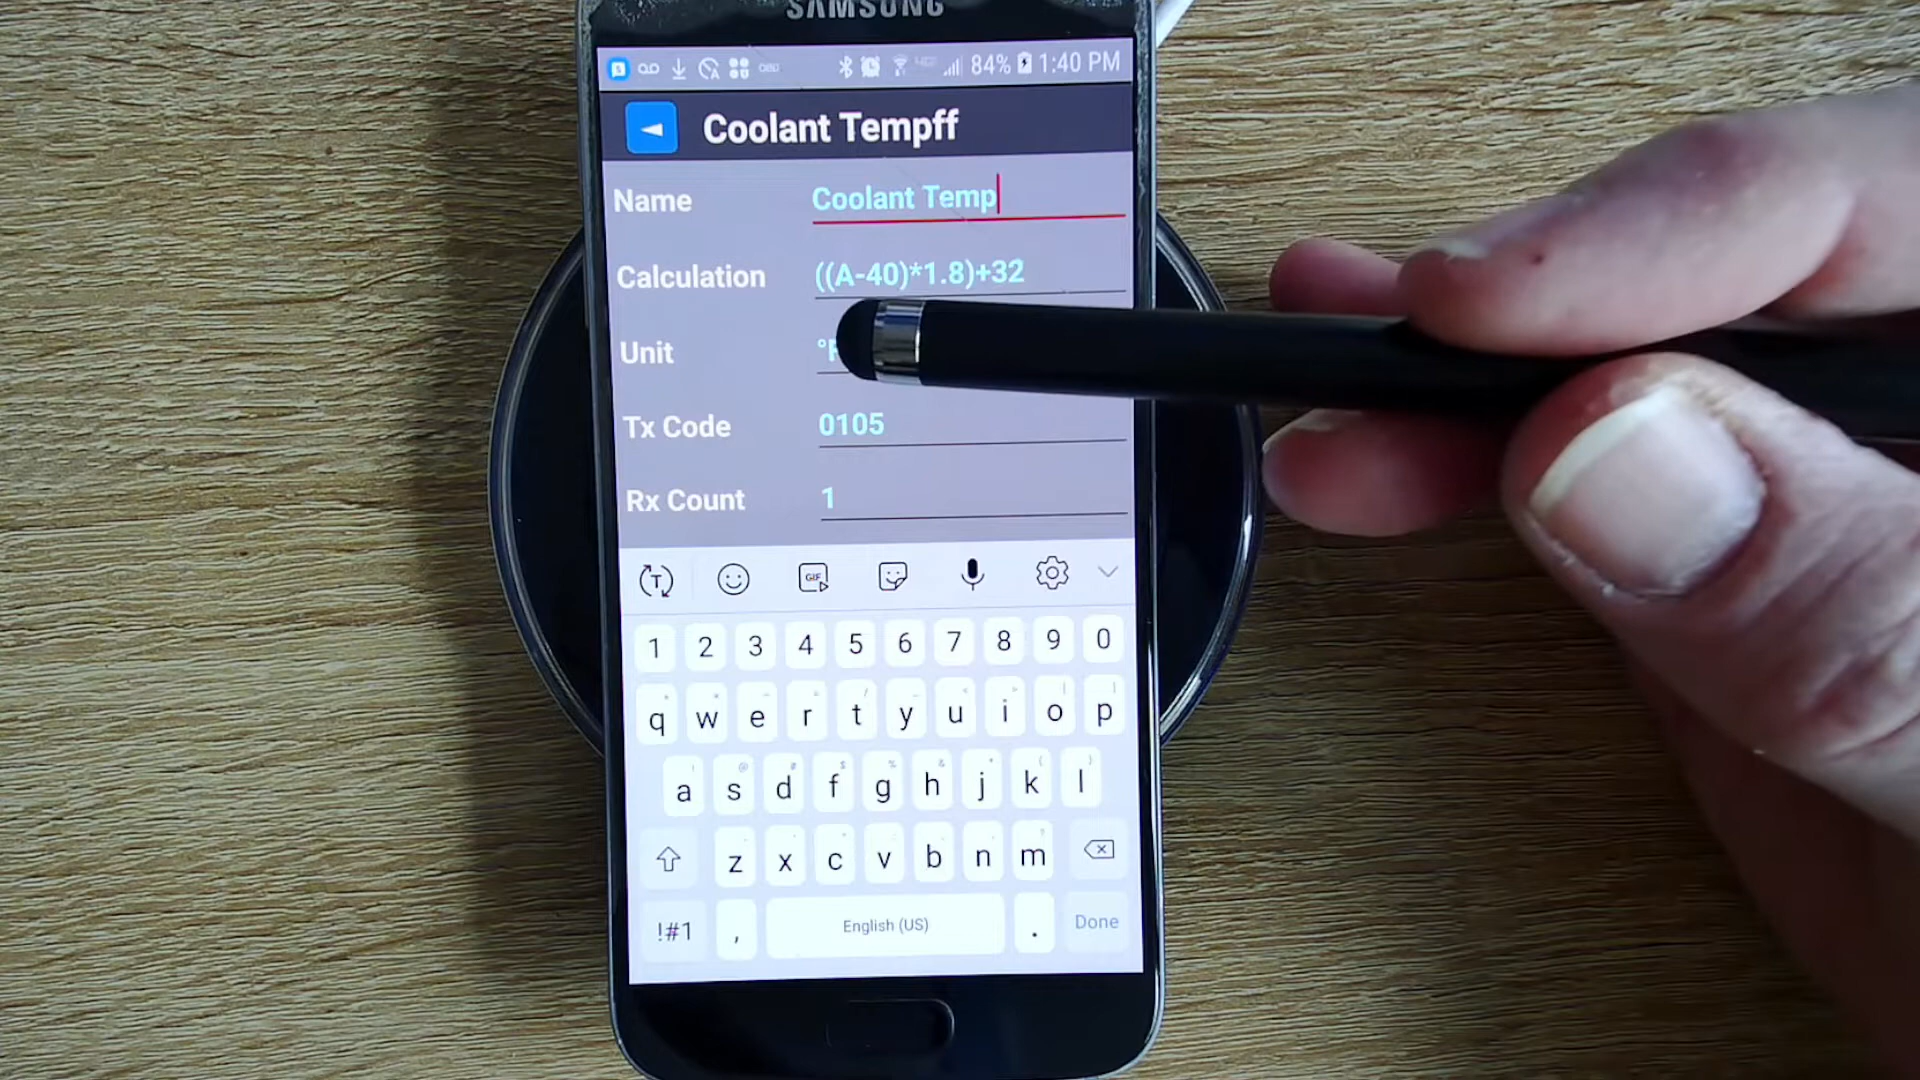 SAMSUNG
84% 1:40 PM
Coolant Tempff
Name Coolant Temp
Calculation ((A-40)*1.8)+32
Unit °F
Tx Code 0105
Rx Count 1
T GIF
1 2 3 4 5 6 7 8 9 0
q w e r t y u i o p
a s d f g h j k l
z x c v b n m
!#1 , English (US) . Done